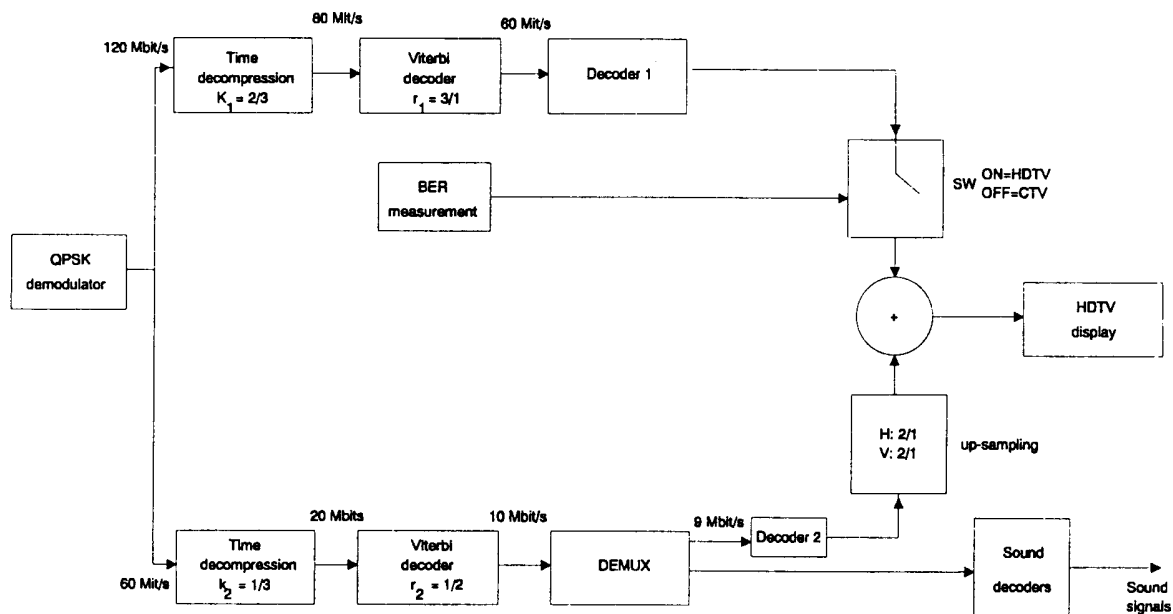 80 Mit/s
60 Mit/s
120 Mbit/s
Time
decompression
K1 = 2/3
Viterbi
decoder
r1 = 3/1
Decoder 1
BER
measurement
SW
ON=HDTV
OFF=CTV
QPSK
demodulator
+
HDTV
display
H: 2/1
V: 2/1
up-sampling
20 Mbits
10 Mbit/s
9 Mbit/s
60 Mit/s
Time
decompression
k2 = 1/3
Viterbi
decoder
r2 = 1/2
DEMUX
Decoder 2
Sound
decoders
Sound
signals